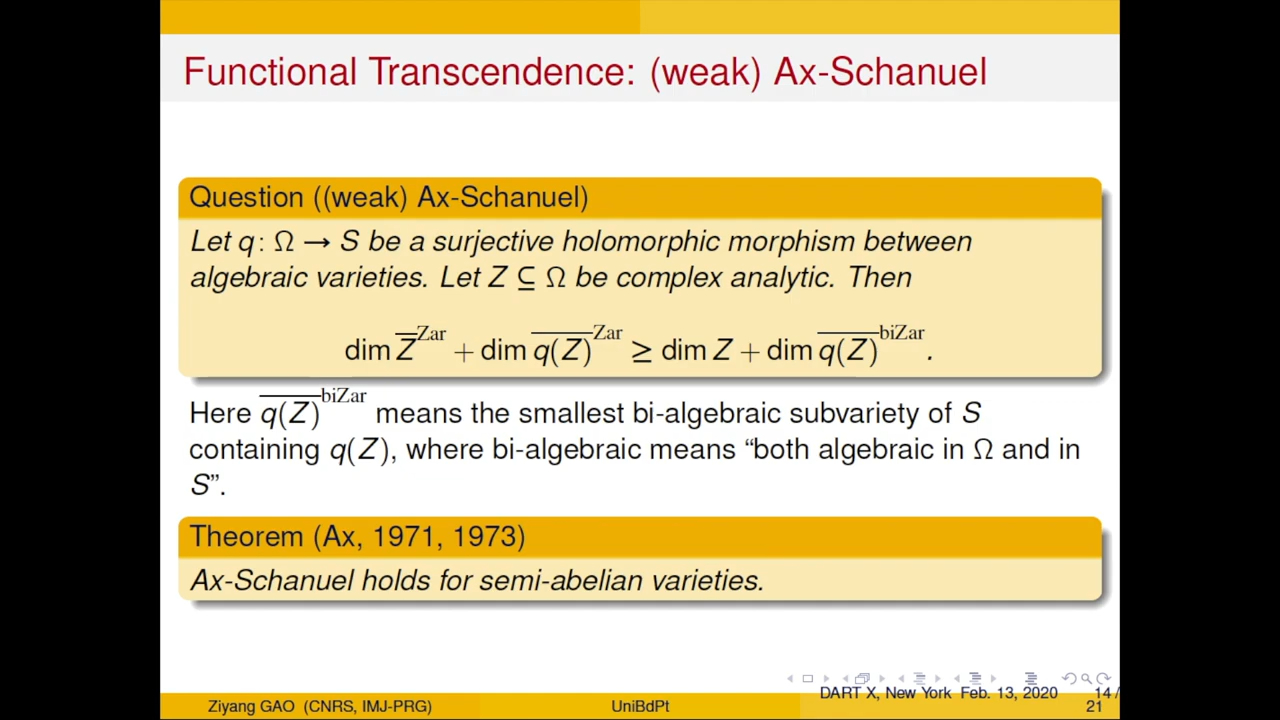 Functional Transcendence: (weak) Ax-Schanuel
Question ((weak) Ax-Schanuel)
Let q: Ω → S be a surjective holomorphic morphism between
algebraic varieties. Let Z ⊆ Ω be complex analytic. Then
dim Z̅^Zar + dim \overline{q(Z)}^Zar ≥ dim Z + dim \overline{q(Z)}^biZar.
Here \overline{q(Z)}^biZar means the smallest bi-algebraic subvariety of S
containing q(Z), where bi-algebraic means “both algebraic in Ω and in
S”.
Theorem (Ax, 1971, 1973)
Ax-Schanuel holds for semi-abelian varieties.
Ziyang GAO (CNRS, IMJ-PRG)
UniBdPt
DART X, New York Feb. 13, 2020
14 /
21